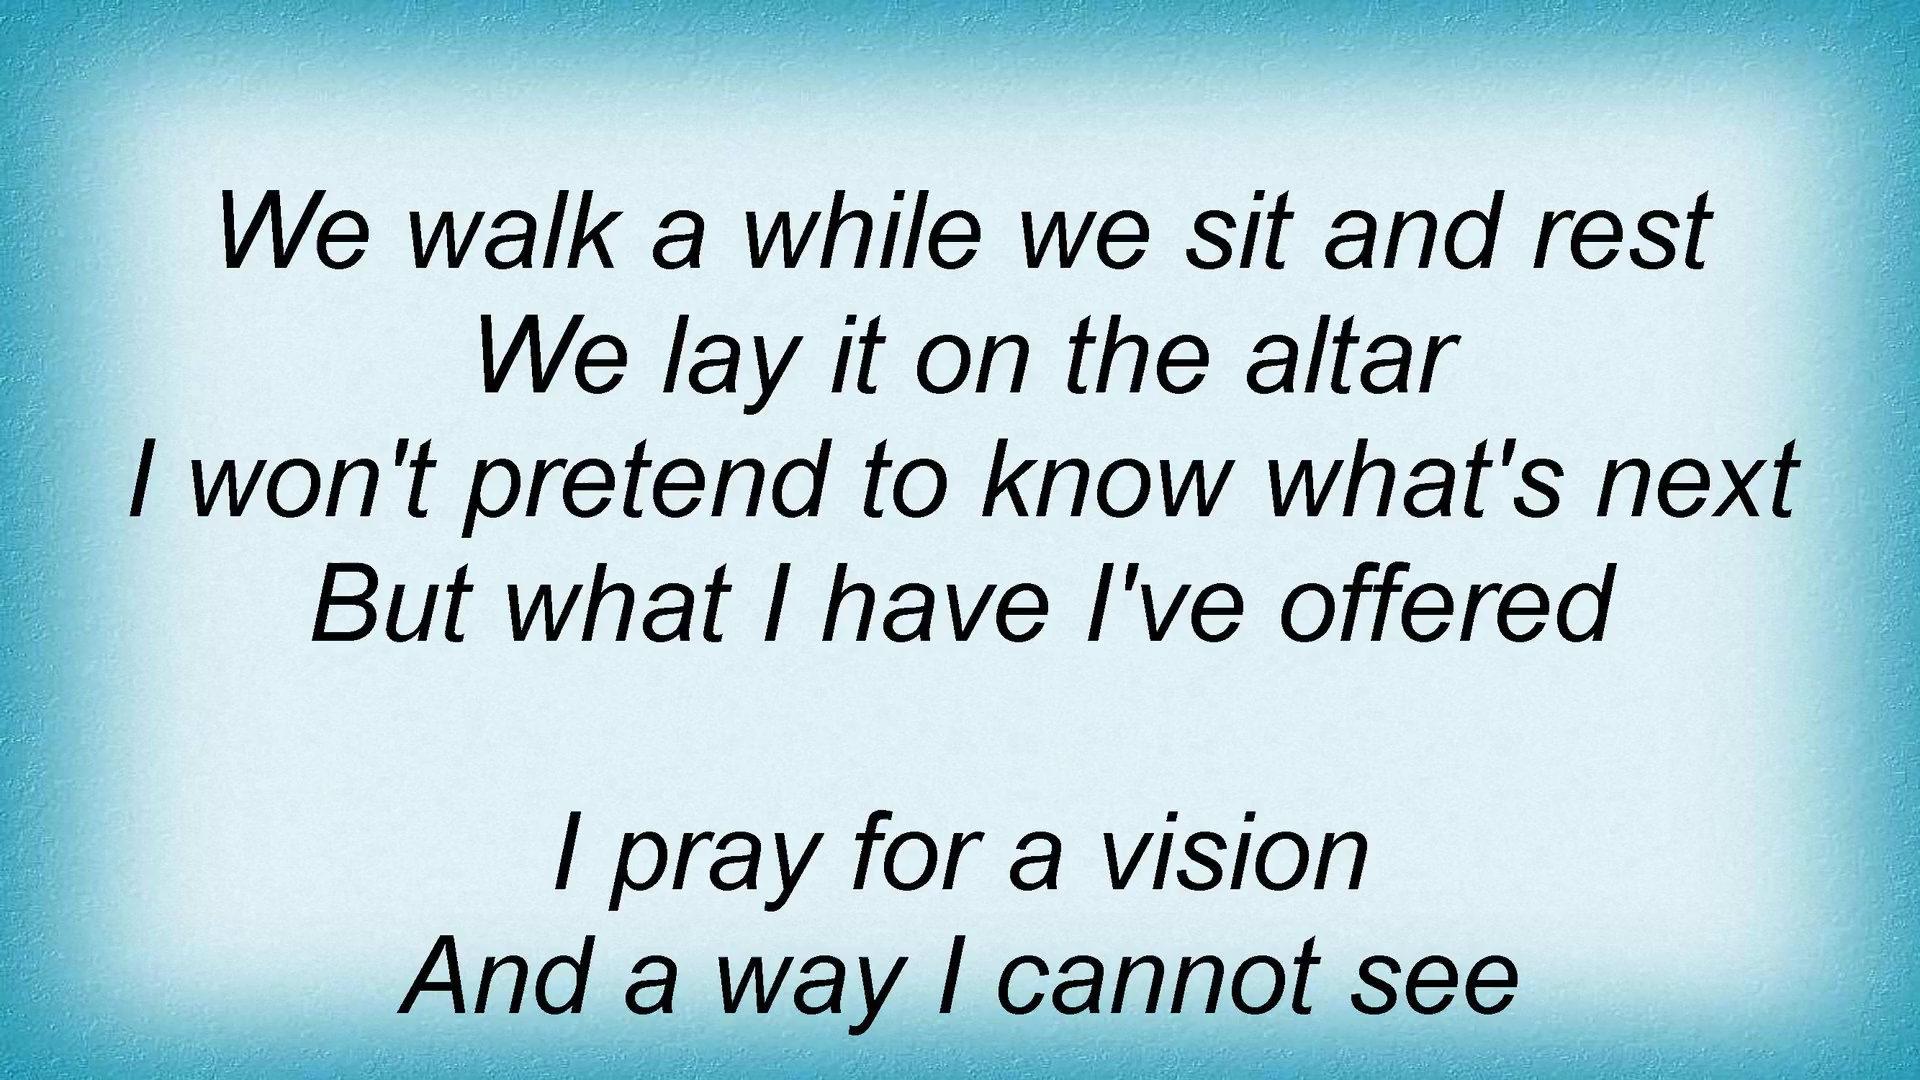 We walk a while we sit and rest
We lay it on the altar
I won't pretend to know what's next
But what I have I've offered
I pray for a vision
And a way I cannot see